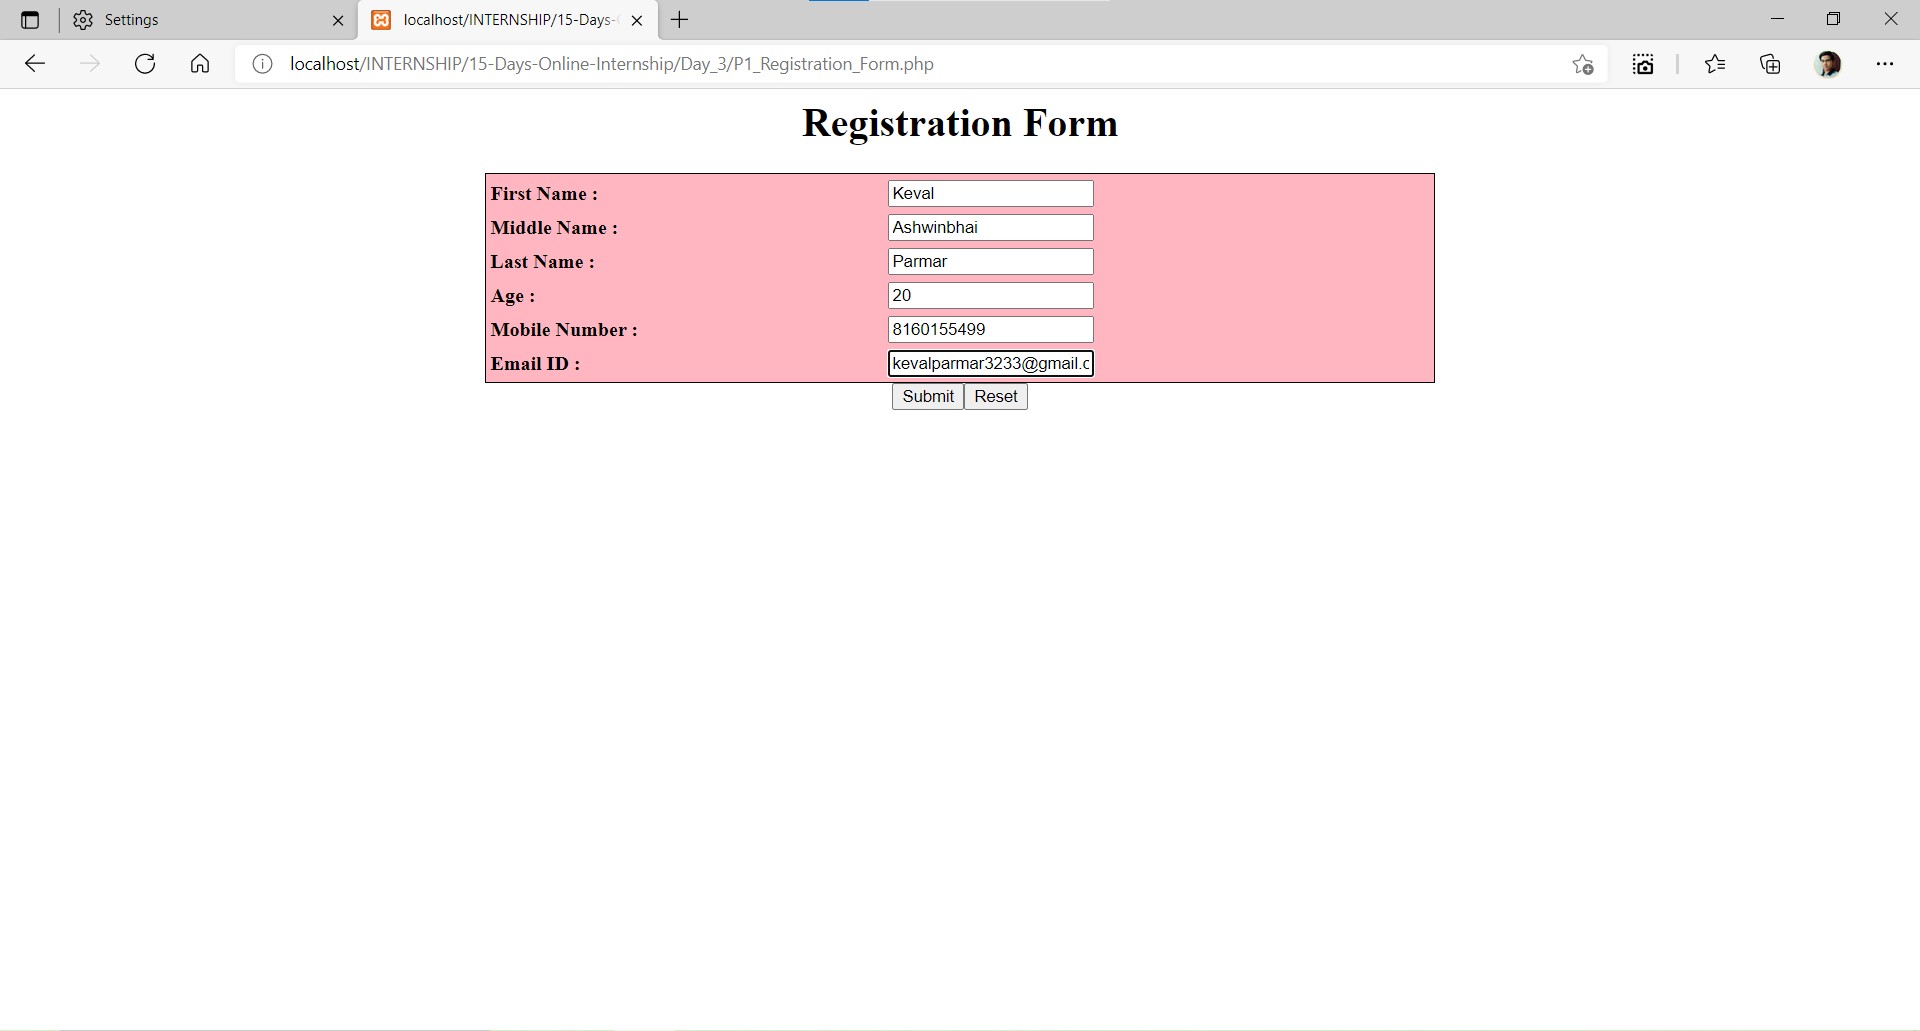 Settings
localhost/INTERNSHIP/15-Days-
localhost/INTERNSHIP/15-Days-Online-Internship/Day_3/P1_Registration_Form.php
Registration Form
First Name : Keval
Middle Name : Ashwinbhai
Last Name : Parmar
Age : 20
Mobile Number : 8160155499
Email ID : kevalparmar3233@gmail.c
Submit Reset